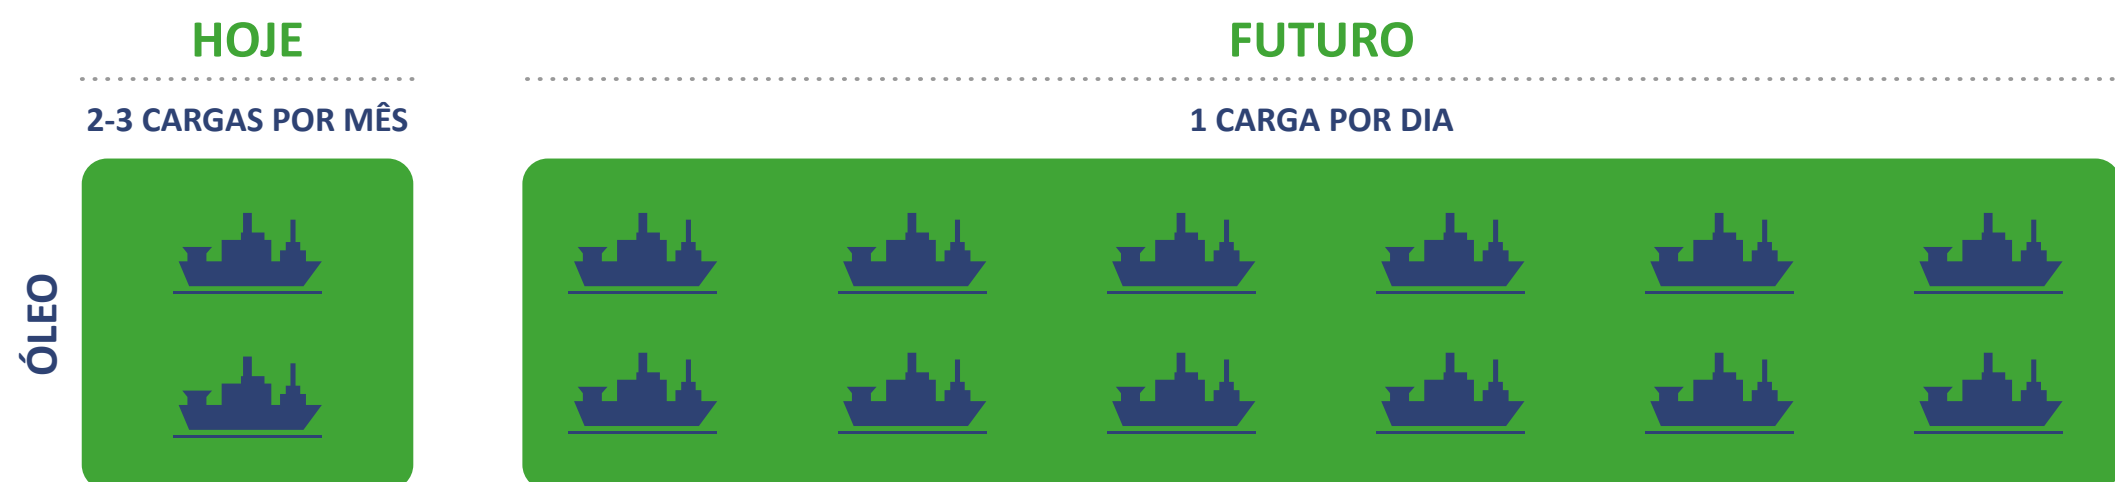 HOJE
FUTURO
2-3 CARGAS POR MÊS
1 CARGA POR DIA
ÓLEO